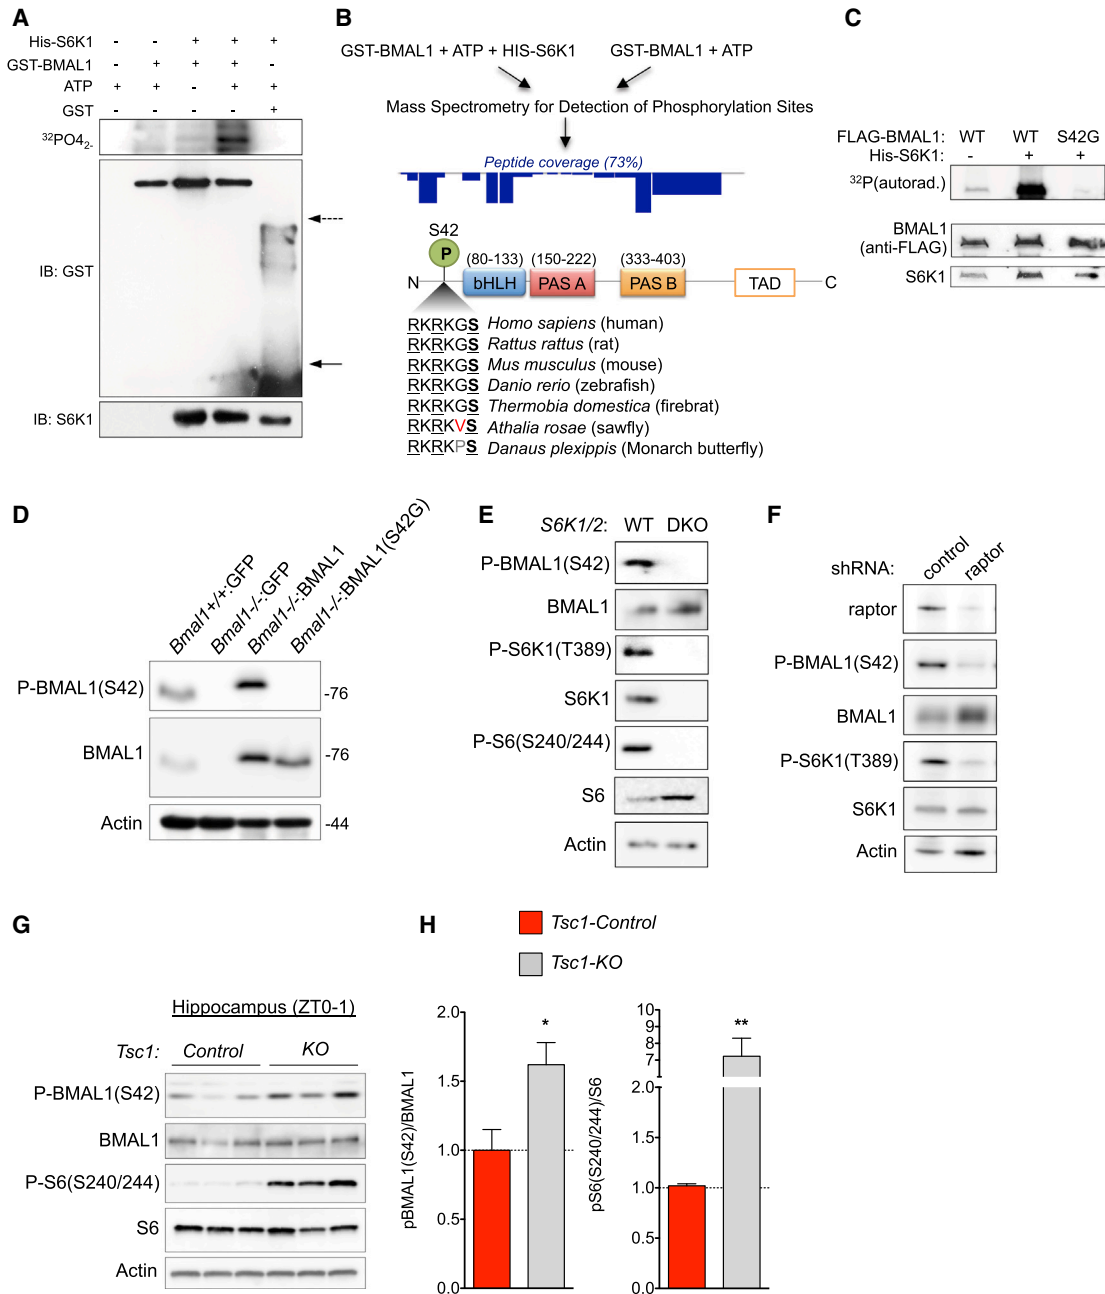 A
His-S6K1 - - + + +
GST-BMAL1 - + + + -
ATP + + - + +
GST - - - - +
32PO42-
IB: GST
IB: S6K1
B
GST-BMAL1 + ATP + HIS-S6K1 GST-BMAL1 + ATP
Mass Spectrometry for Detection of Phosphorylation Sites
Peptide coverage (73%)
S42
P
(80-133) (150-222) (333-403)
N bHLH PAS A PAS B TAD C
RKRKGS Homo sapiens (human)
RKRKGS Rattus rattus (rat)
RKRKGS Mus musculus (mouse)
RKRKGS Danio rerio (zebrafish)
RKRKGS Thermobia domestica (firebrat)
RKRKVS Athalia rosae (sawfly)
RKRKPS Danaus plexippis (Monarch butterfly)
C
FLAG-BMAL1: WT WT S42G
His-S6K1: - + +
32P(autorad.)
BMAL1
(anti-FLAG)
S6K1
D
Bmal1+/+:GFP
Bmal1-/-:GFP
Bmal1-/-:BMAL1
Bmal1-/-:BMAL1(S42G)
P-BMAL1(S42) -76
BMAL1 -76
Actin -44
E
S6K1/2: WT DKO
P-BMAL1(S42)
BMAL1
P-S6K1(T389)
S6K1
P-S6(S240/244)
S6
Actin
F
shRNA: control raptor
raptor
P-BMAL1(S42)
BMAL1
P-S6K1(T389)
S6K1
Actin
G
Hippocampus (ZT0-1)
Tsc1: Control KO
P-BMAL1(S42)
BMAL1
P-S6(S240/244)
S6
Actin
H
Tsc1-Control
Tsc1-KO
pBMAL1(S42)/BMAL1
2.0
1.5
1.0
0.5
0.0
*
pS6(S240/244)/S6
10
9
8
7
2.0
1.5
1.0
0.5
0.0
**